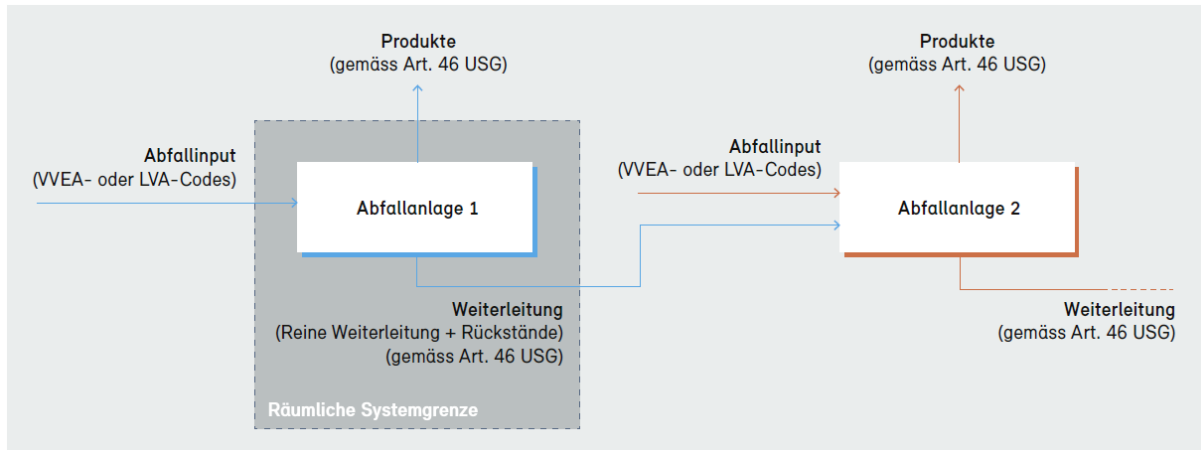 Produkte
(gemäss Art. 46 USG)
Produkte
(gemäss Art. 46 USG)
Abfallinput
(VVEA- oder LVA-Codes)
Abfallanlage 1
Abfallinput
(VVEA- oder LVA-Codes)
Abfallanlage 2
Weiterleitung
(Reine Weiterleitung + Rückstände)
(gemäss Art. 46 USG)
Weiterleitung
(gemäss Art. 46 USG)
Räumliche Systemgrenze